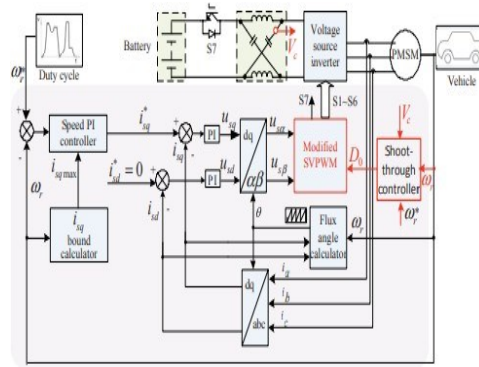 Battery
S7
V_c
Voltage source inverter
PMSM
Vehicle
Duty cycle
ω_r^*
S7
S1~S6
V_c
+
-
Speed PI controller
i_sq^*
+
-
i_sq
PI
u_sq
dq
αβ
u_sα
u_sβ
Modified SVPWM
D_0
Shoot-through controller
ω_r
ω_r^*
i_sq max
i_sd^* = 0
+
-
i_sd
PI
u_sd
ω_r
i_sq bound calculator
θ
Flux angle calculator
ω_r
dq
abc
i_a
i_b
i_c